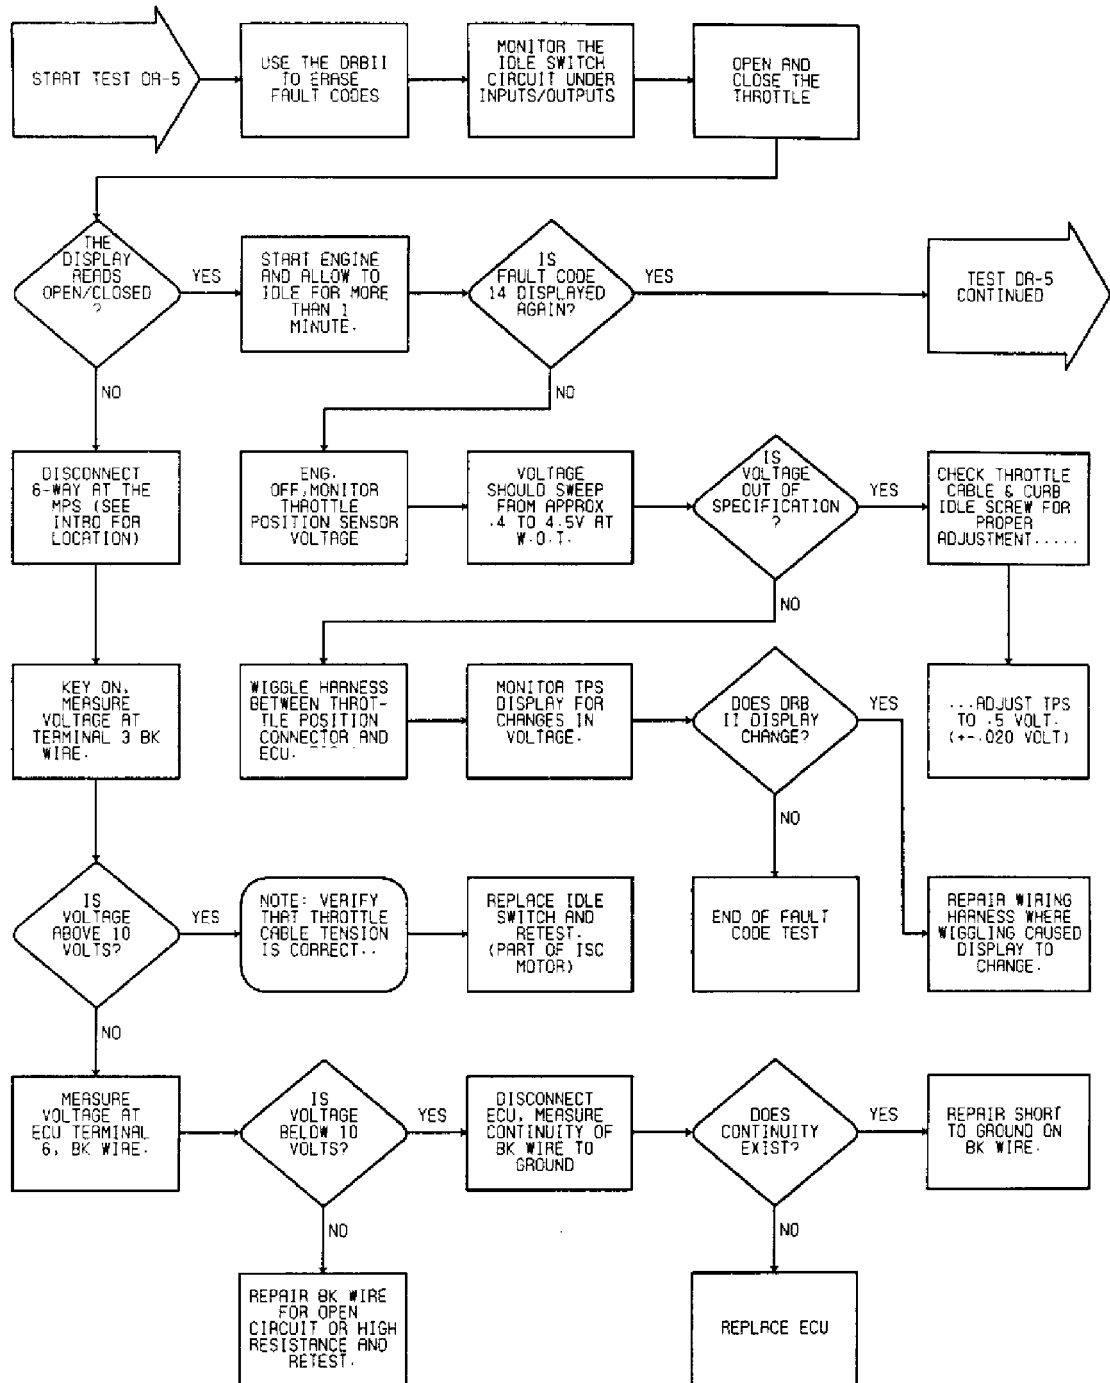 START TEST DR-5
USE THE DRBII
TO ERASE
FAULT CODES
MONITOR THE
IDLE SWITCH
CIRCUIT UNDER
INPUTS/OUTPUTS
OPEN AND
CLOSE THE
THROTTLE
THE
DISPLAY
READS
OPEN/CLOSED
?
YES
START ENGINE
AND ALLOW TO
IDLE FOR MORE
THAN 1
MINUTE.
IS
FAULT CODE
14 DISPLAYED
AGAIN?
YES
TEST DR-5
CONTINUED
NO
NO
DISCONNECT
6-WAY AT THE
MPS (SEE
INTRO FOR
LOCATION)
ENG.
OFF,MONITOR
THROTTLE
POSITION SENSOR
VOLTAGE
VOLTAGE
SHOULD SWEEP
FROM APPROX
.4 TO 4.5V AT
W.O.T.
IS
VOLTAGE
OUT OF
SPECIFICATION
?
YES
CHECK THROTTLE
CABLE & CURB
IDLE SCREW FOR
PROPER
ADJUSTMENT.....
NO
KEY ON,
MEASURE
VOLTAGE AT
TERMINAL 3 BK
WIRE.
WIGGLE HARNESS
BETWEEN THROT-
TLE POSITION
CONNECTOR AND
ECU.
MONITOR TPS
DISPLAY FOR
CHANGES IN
VOLTAGE.
DOES DRB
II DISPLAY
CHANGE?
YES
...ADJUST TPS
TO .5 VOLT.
(+-.020 VOLT)
NO
IS
VOLTAGE
ABOVE 10
VOLTS?
YES
NOTE: VERIFY
THAT THROTTLE
CABLE TENSION
IS CORRECT..
REPLACE IDLE
SWITCH AND
RETEST.
(PART OF ISC
MOTOR)
END OF FAULT
CODE TEST
REPAIR WIRING
HARNESS WHERE
WIGGLING CAUSED
DISPLAY TO
CHANGE.
NO
MEASURE
VOLTAGE AT
ECU TERMINAL
6, BK WIRE.
IS
VOLTAGE
BELOW 10
VOLTS?
YES
DISCONNECT
ECU, MEASURE
CONTINUITY OF
BK WIRE TO
GROUND
DOES
CONTINUITY
EXIST?
YES
REPAIR SHORT
TO GROUND ON
BK WIRE.
NO
NO
REPAIR BK WIRE
FOR OPEN
CIRCUIT OR HIGH
RESISTANCE AND
RETEST.
REPLACE ECU